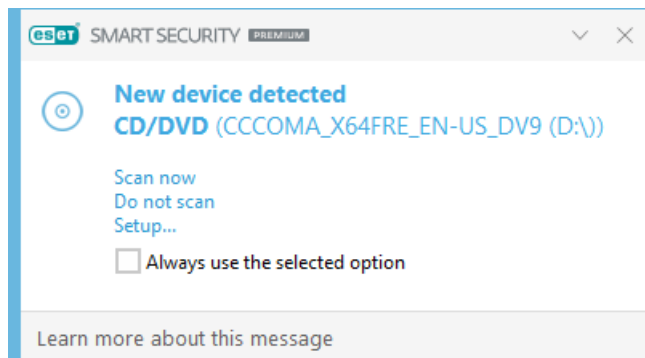 eset SMART SECURITY PREMIUM
New device detected
CD/DVD (CCCOMA_X64FRE_EN-US_DV9 (D:\))
Scan now
Do not scan
Setup...
Always use the selected option
Learn more about this message